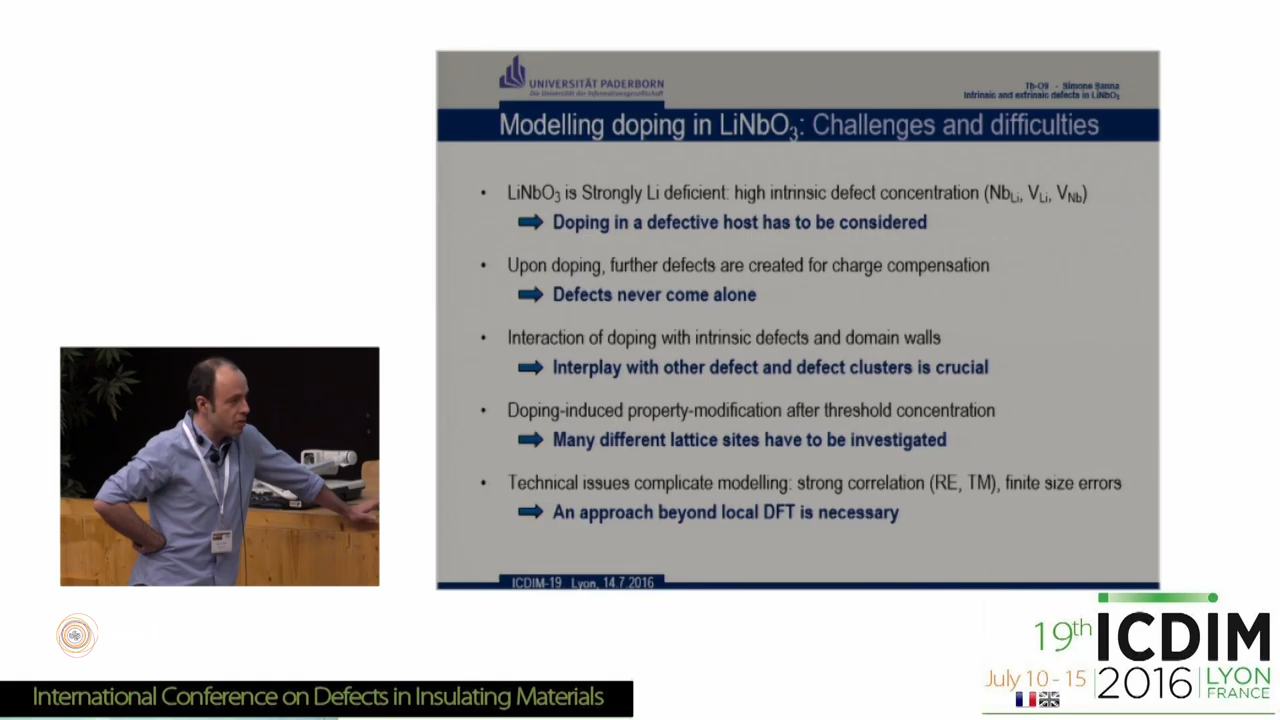 UNIVERSITÄT PADERBORN
Die Universität der Informationsgesellschaft
Th-O9 - Simone Sanna
Intrinsic and extrinsic defects in LiNbO₃
Modelling doping in LiNbO₃: Challenges and difficulties
• LiNbO₃ is Strongly Li deficient: high intrinsic defect concentration (Nb_Li, V_Li, V_Nb)
Doping in a defective host has to be considered
• Upon doping, further defects are created for charge compensation
Defects never come alone
• Interaction of doping with intrinsic defects and domain walls
Interplay with other defect and defect clusters is crucial
• Doping-induced property-modification after threshold concentration
Many different lattice sites have to be investigated
• Technical issues complicate modelling: strong correlation (RE, TM), finite size errors
An approach beyond local DFT is necessary
ICDIM-19 Lyon, 14.7.2016
19th ICDIM
July 10 - 15 2016 LYON
FRANCE
International Conference on Defects in Insulating Materials